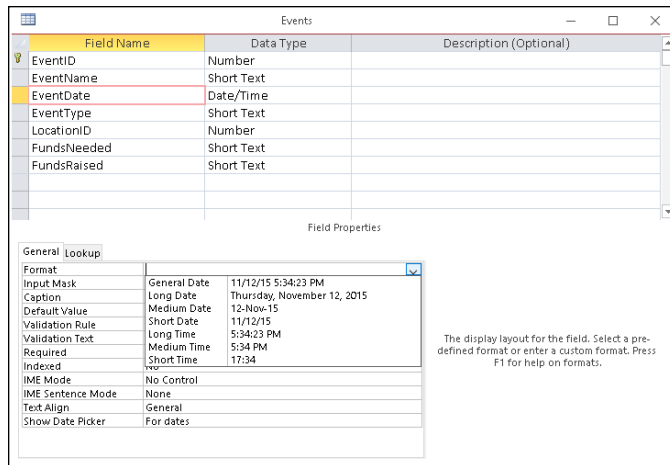 Events
Field Name Data Type Description (Optional)
EventID Number
EventName Short Text
EventDate Date/Time
EventType Short Text
LocationID Number
FundsNeeded Short Text
FundsRaised Short Text
Field Properties
General Lookup
Format
Input Mask General Date 11/12/15 5:34:23 PM
Caption Long Date Thursday, November 12, 2015
Default Value Medium Date 12-Nov-15
Validation Rule Short Date 11/12/15
Validation Text Long Time 5:34:23 PM
Required Medium Time 5:34 PM
Indexed Short Time 17:34
IME Mode No Control
IME Sentence Mode None
Text Align General
Show Date Picker For dates
The display layout for the field. Select a pre-
defined format or enter a custom format. Press
F1 for help on formats.